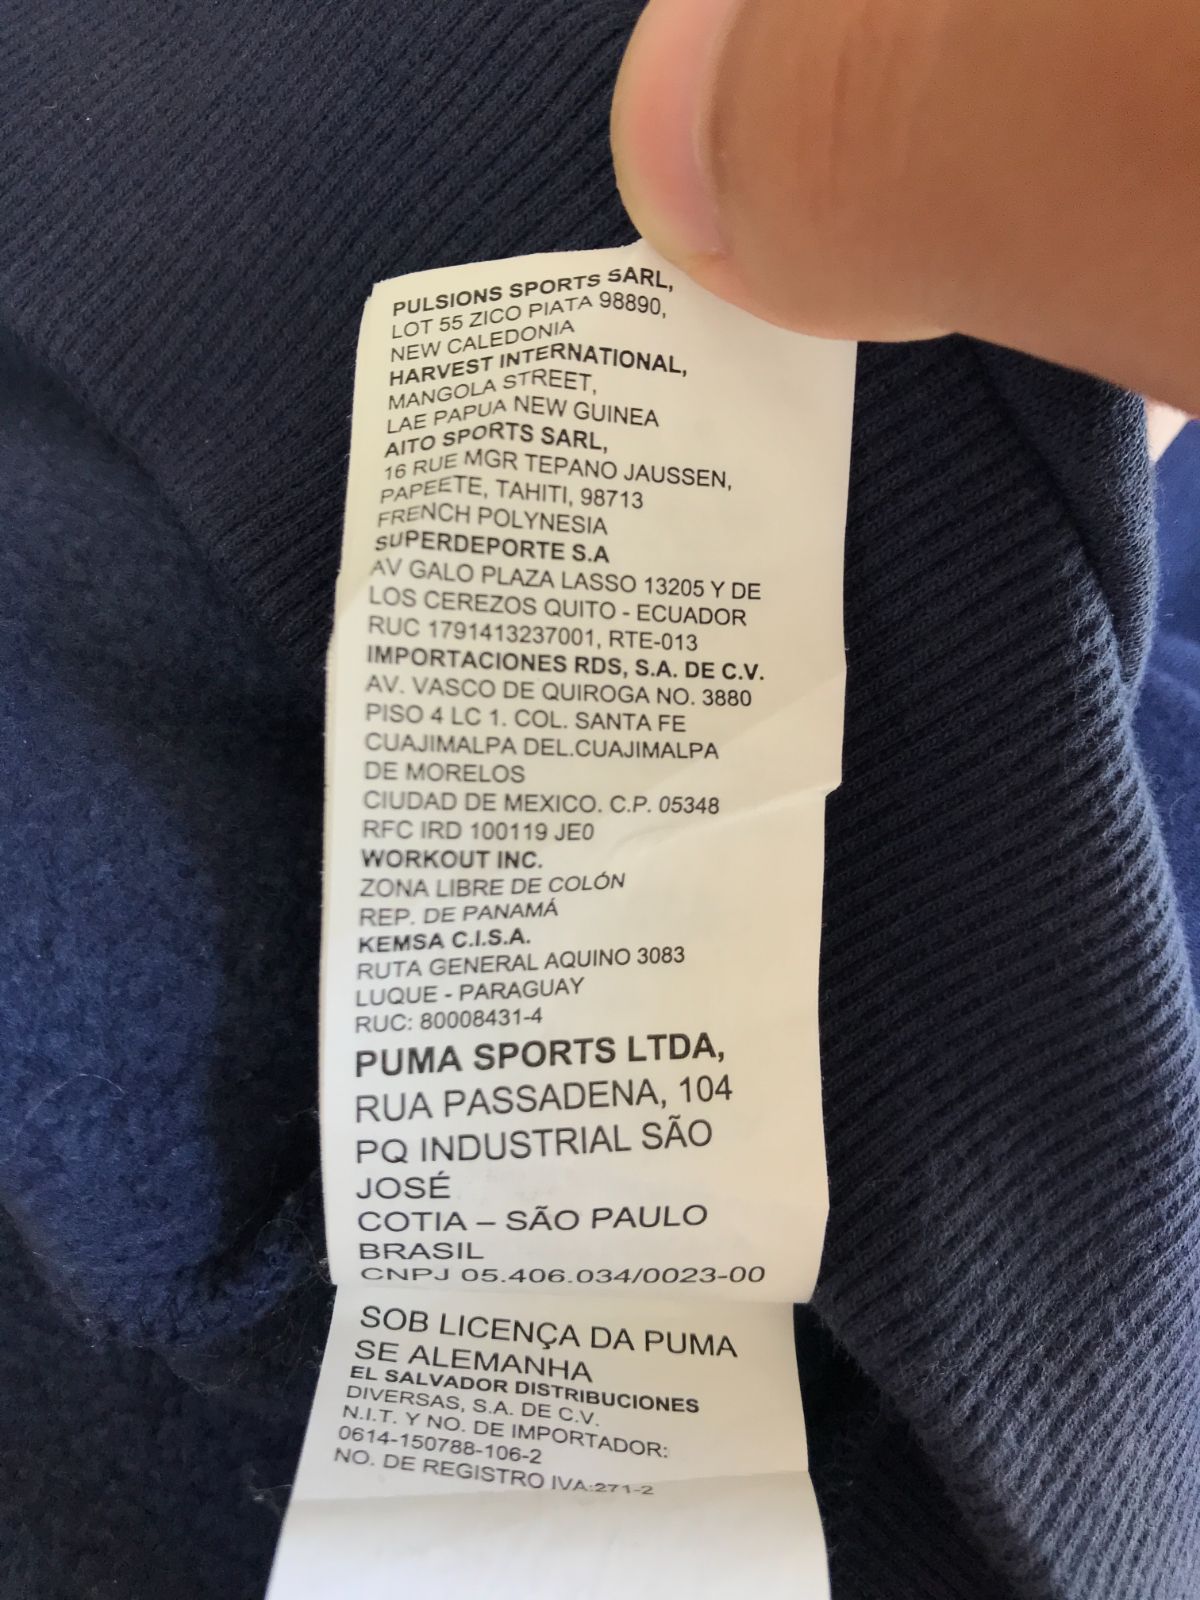 PULSIONS SPORTS SARL,
LOT 55 ZICO PIATA 98890,
NEW CALEDONIA
HARVEST INTERNATIONAL,
MANGOLA STREET,
LAE PAPUA NEW GUINEA
AITO SPORTS SARL,
16 RUE MGR TEPANO JAUSSEN,
PAPEETE, TAHITI, 98713
FRENCH POLYNESIA
SUPERDEPORTE S.A
AV GALO PLAZA LASSO 13205 Y DE
LOS CEREZOS QUITO - ECUADOR
RUC 1791413237001, RTE-013
IMPORTACIONES RDS, S.A. DE C.V.
AV. VASCO DE QUIROGA NO. 3880
PISO 4 LC 1. COL. SANTA FE
CUAJIMALPA DEL.CUAJIMALPA
DE MORELOS
CIUDAD DE MEXICO. C.P. 05348
RFC IRD 100119 JE0
WORKOUT INC.
ZONA LIBRE DE COLÓN
REP. DE PANAMÁ
KEMSA C.I.S.A.
RUTA GENERAL AQUINO 3083
LUQUE - PARAGUAY
RUC: 80008431-4
PUMA SPORTS LTDA,
RUA PASSADENA, 104
PQ INDUSTRIAL SÃO
JOSÉ
COTIA – SÃO PAULO
BRASIL
CNPJ 05.406.034/0023-00
SOB LICENÇA DA PUMA
SE ALEMANHA
EL SALVADOR DISTRIBUCIONES
DIVERSAS, S.A. DE C.V.
N.I.T. Y NO. DE IMPORTADOR:
0614-150788-106-2
NO. DE REGISTRO IVA:271-2